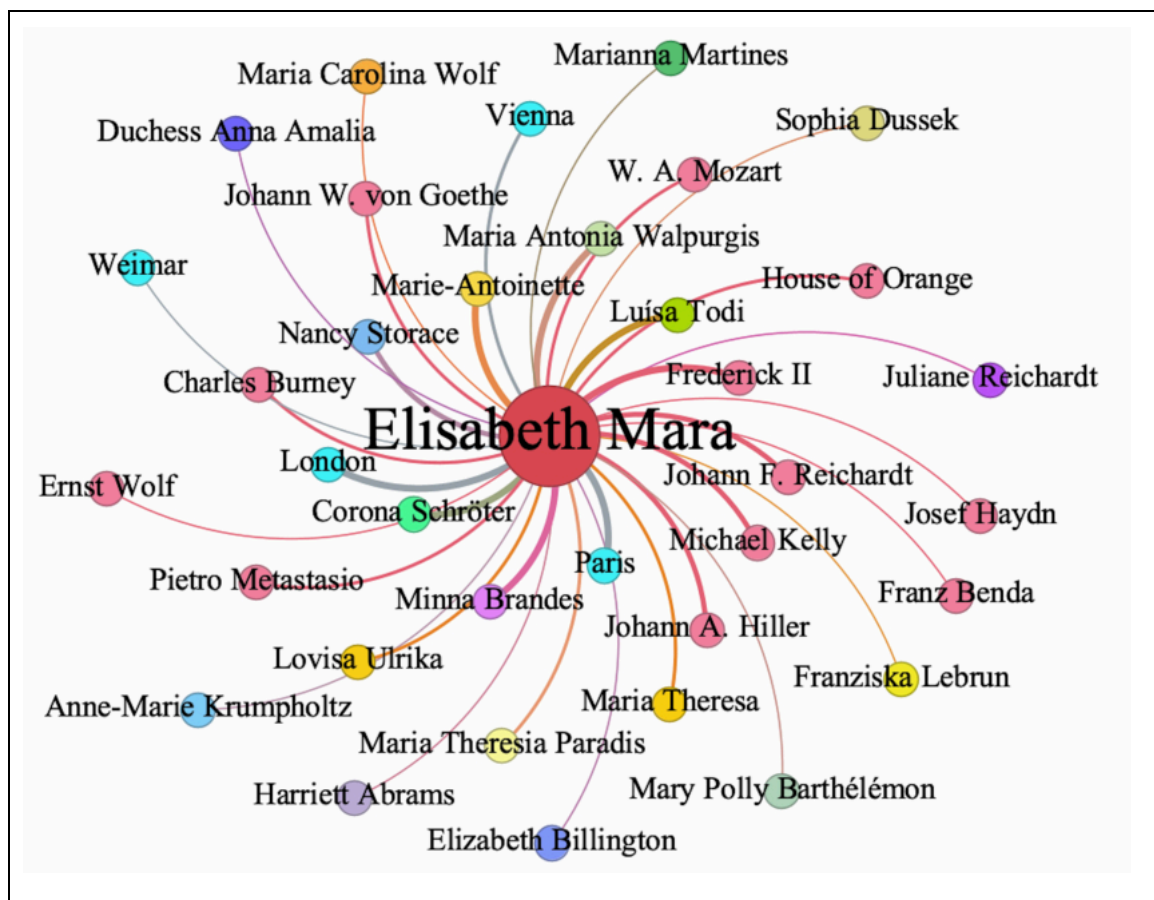 Marianna Martines
Maria Carolina Wolf
Vienna
Sophia Dussek
Duchess Anna Amalia
W. A. Mozart
Johann W. von Goethe
Maria Antonia Walpurgis
Weimar
House of Orange
Marie-Antoinette
Luísa Todi
Nancy Storace
Frederick II
Juliane Reichardt
Charles Burney
Elisabeth Mara
London
Johann F. Reichardt
Ernst Wolf
Corona Schröter
Josef Haydn
Michael Kelly
Paris
Pietro Metastasio
Minna Brandes
Franz Benda
Johann A. Hiller
Lovisa Ulrika
Franziska Lebrun
Maria Theresa
Anne-Marie Krumpholtz
Maria Theresia Paradis
Harriett Abrams
Mary Polly Barthélémon
Elizabeth Billington